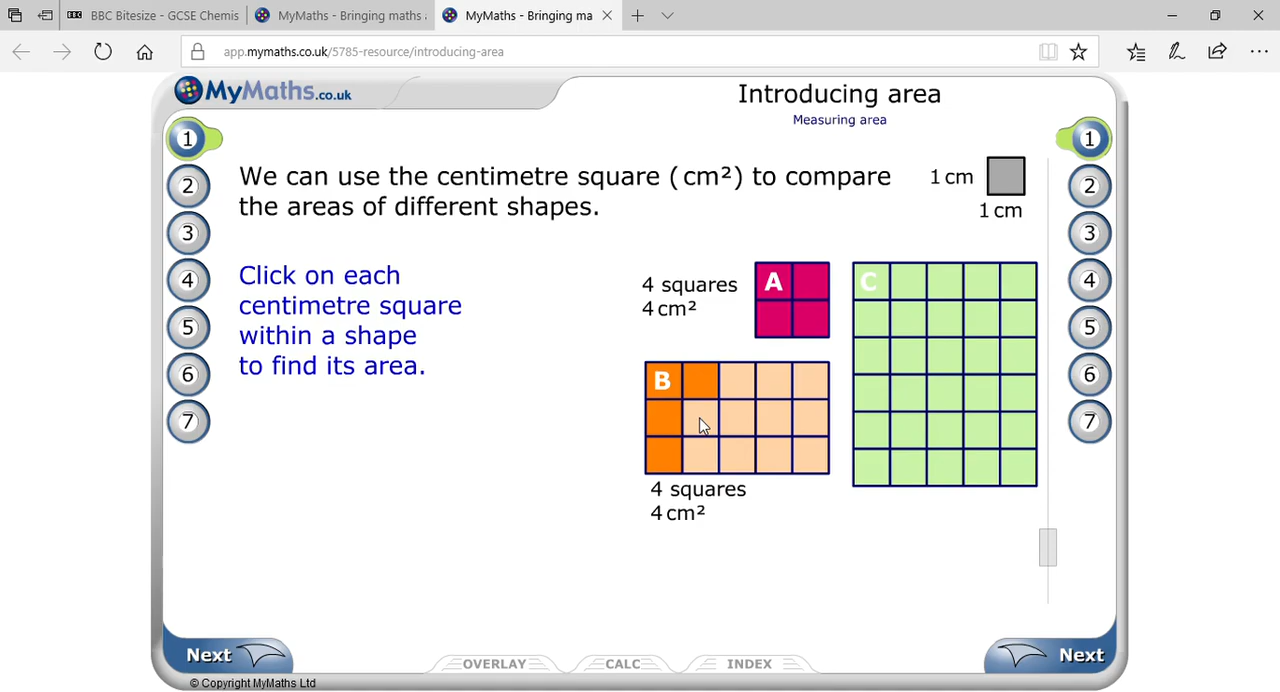 BBC Bitesize - GCSE Chemis
MyMaths - Bringing maths
MyMaths - Bringing ma
app.mymaths.co.uk/5785-resource/introducing-area
MyMaths.co.uk
Introducing area
Measuring area
1
2
3
4
5
6
7
We can use the centimetre square (cm²) to compare
the areas of different shapes.
1 cm
1 cm
Click on each
centimetre square
within a shape
to find its area.
4 squares
4 cm²
A
B
C
4 squares
4 cm²
1
2
3
4
5
6
7
Next
OVERLAY
CALC
INDEX
Next
© Copyright MyMaths Ltd